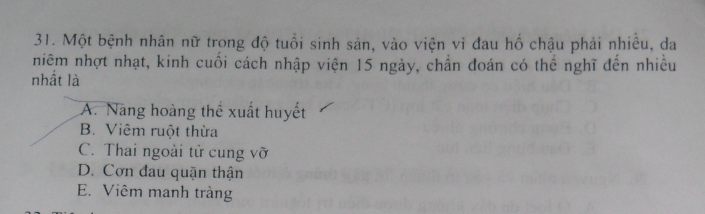 31. Một bệnh nhân nữ trong độ tuổi sinh sản, vào viện vì đau hố chậu phải nhiều, da
niêm nhợt nhạt, kinh cuối cách nhập viện 15 ngày, chẩn đoán có thể nghĩ đến nhiều
nhất là
A. Nang hoàng thể xuất huyết
B. Viêm ruột thừa
C. Thai ngoài tử cung vỡ
D. Cơn đau quặn thận
E. Viêm manh tràng